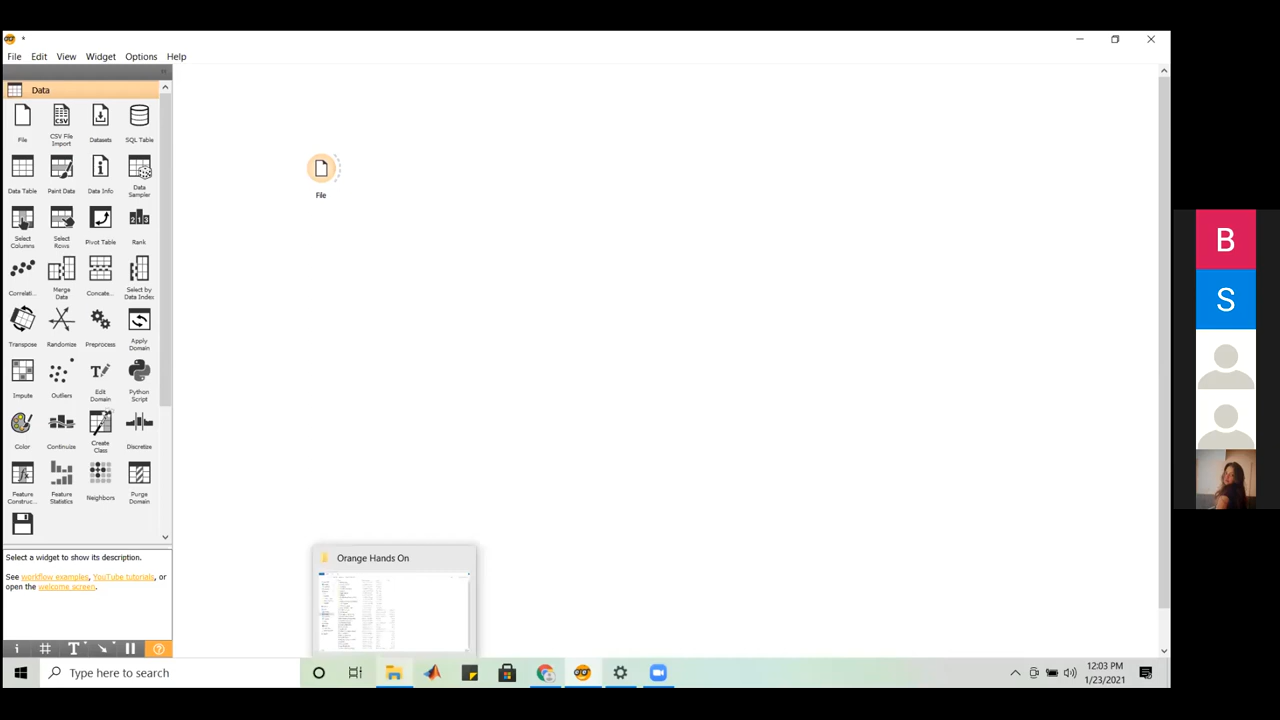 *
File Edit View Widget Options Help
Data
File
CSV File
Import
Datasets
SQL Table
Data Table
Paint Data
Data Info
Data
Sampler
Select
Columns
Select
Rows
Pivot Table
Rank
Correlati...
Merge
Data
Concate...
Select by
Data Index
Transpose
Randomize
Preprocess
Apply
Domain
Impute
Outliers
Edit
Domain
Python
Script
Color
Continuize
Create
Class
Discretize
Feature
Construc...
Feature
Statistics
Neighbors
Purge
Domain
File
Select a widget to show its description.
See workflow examples, YouTube tutorials, or
open the welcome screen.
Orange Hands On
B
S
Type here to search
12:03 PM
1/23/2021